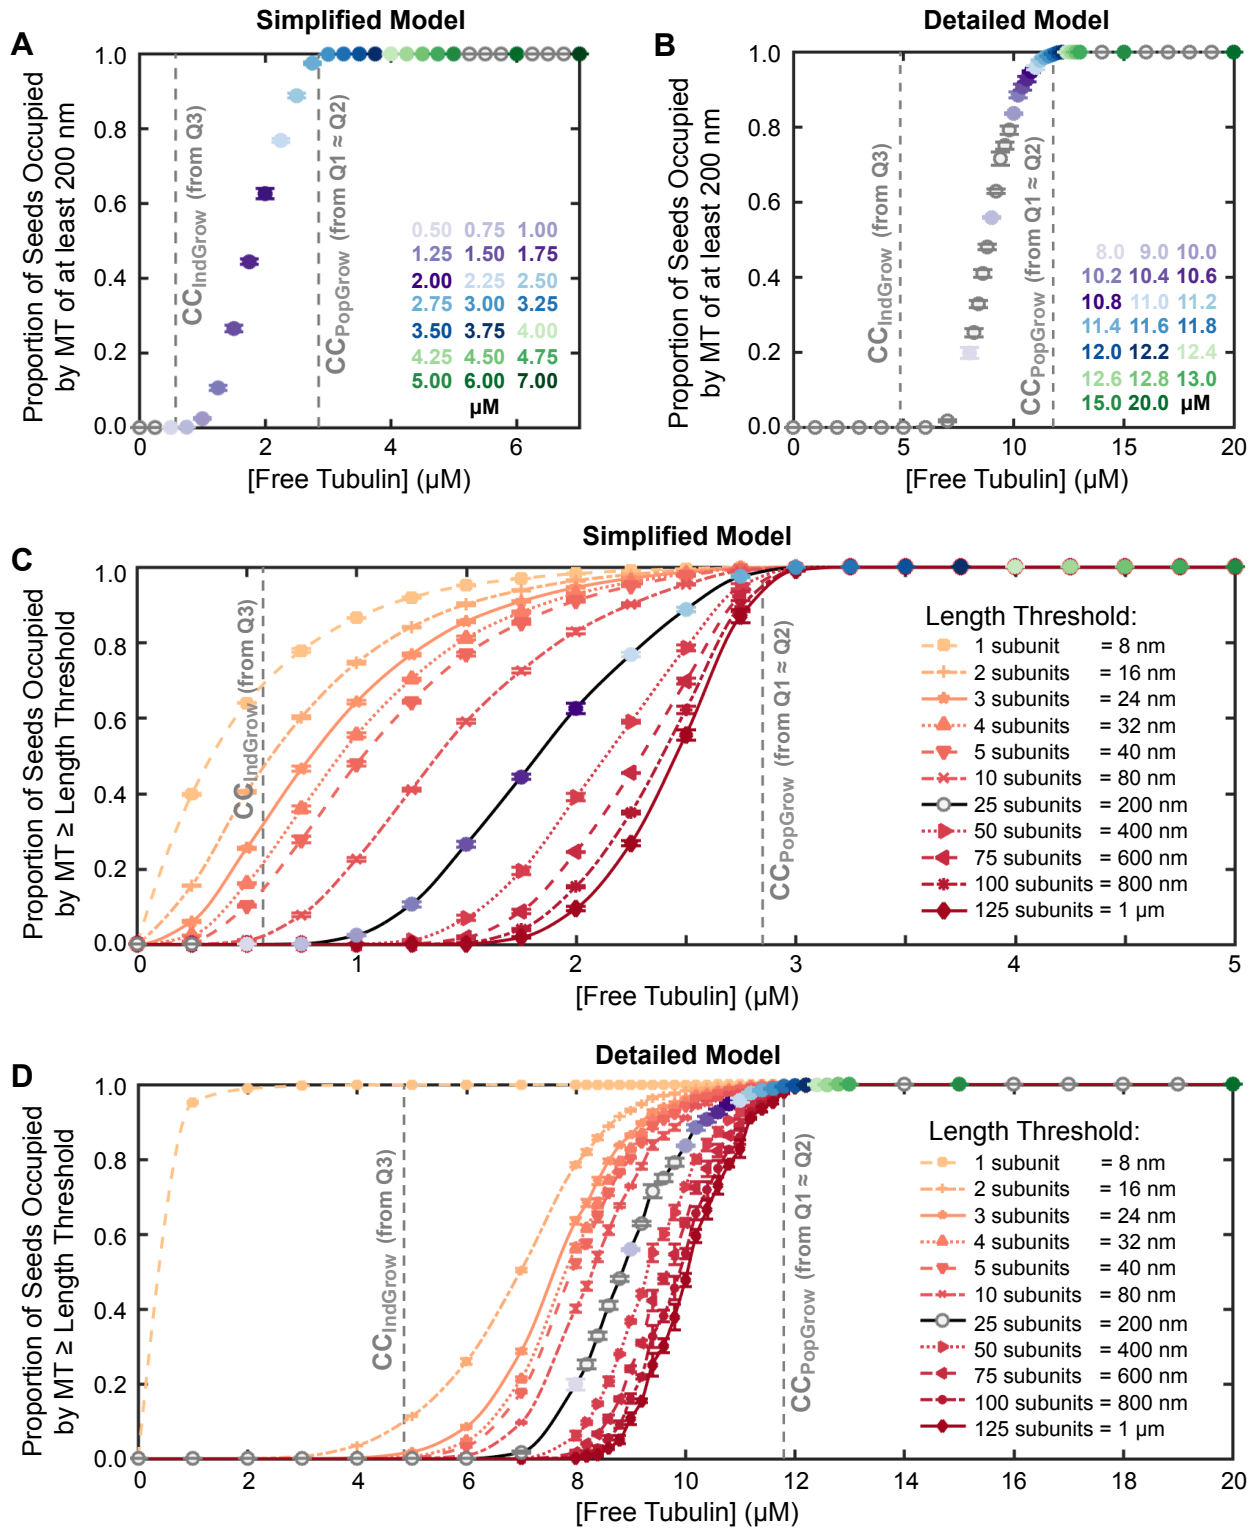 A
Simplified Model
Proportion of Seeds Occupied
by MT of at least 200 nm
1.0
0.8
0.6
0.4
0.2
0.0
CC_IndGrow (from Q3)
CC_PopGrow (from Q1 ≈ Q2)
0.50 0.75 1.00
1.25 1.50 1.75
2.00 2.25 2.50
2.75 3.00 3.25
3.50 3.75 4.00
4.25 4.50 4.75
5.00 6.00 7.00
µM
0 2 4 6
[Free Tubulin] (µM)
B
Detailed Model
Proportion of Seeds Occupied
by MT of at least 200 nm
1.0
0.8
0.6
0.4
0.2
0.0
CC_IndGrow (from Q3)
CC_PopGrow (from Q1 ≈ Q2)
8.0 9.0 10.0
10.2 10.4 10.6
10.8 11.0 11.2
11.4 11.6 11.8
12.0 12.2 12.4
12.6 12.8 13.0
15.0 20.0 µM
0 5 10 15 20
[Free Tubulin] (µM)
C
Simplified Model
Proportion of Seeds Occupied
by MT ≥ Length Threshold
1.0
0.8
0.6
0.4
0.2
0.0
CC_IndGrow (from Q3)
CC_PopGrow (from Q1 ≈ Q2)
Length Threshold:
1 subunit = 8 nm
2 subunits = 16 nm
3 subunits = 24 nm
4 subunits = 32 nm
5 subunits = 40 nm
10 subunits = 80 nm
25 subunits = 200 nm
50 subunits = 400 nm
75 subunits = 600 nm
100 subunits = 800 nm
125 subunits = 1 µm
0 1 2 3 4 5
[Free Tubulin] (µM)
D
Detailed Model
Proportion of Seeds Occupied
by MT ≥ Length Threshold
1.0
0.8
0.6
0.4
0.2
0.0
CC_IndGrow (from Q3)
CC_PopGrow (from Q1 ≈ Q2)
Length Threshold:
1 subunit = 8 nm
2 subunits = 16 nm
3 subunits = 24 nm
4 subunits = 32 nm
5 subunits = 40 nm
10 subunits = 80 nm
25 subunits = 200 nm
50 subunits = 400 nm
75 subunits = 600 nm
100 subunits = 800 nm
125 subunits = 1 µm
0 2 4 6 8 10 12 14 16 18 20
[Free Tubulin] (µM)